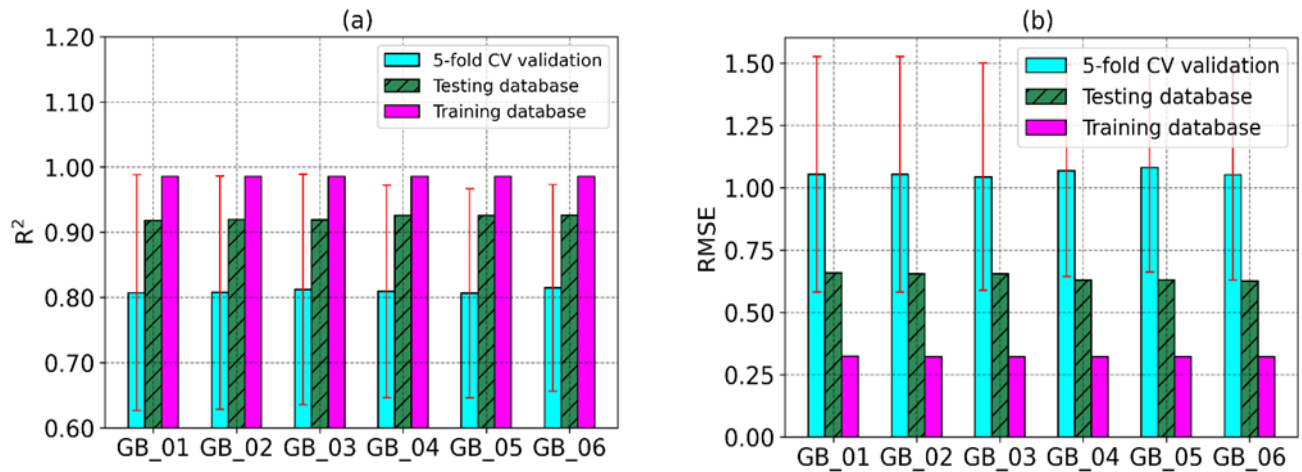 (a)
1.20
1.10
1.00
0.90
0.80
0.70
0.60
R²
5-fold CV validation
Testing database
Training database
GB_01 GB_02 GB_03 GB_04 GB_05 GB_06
(b)
1.50
1.25
1.00
0.75
0.50
0.25
0.00
RMSE
5-fold CV validation
Testing database
Training database
GB_01 GB_02 GB_03 GB_04 GB_05 GB_06